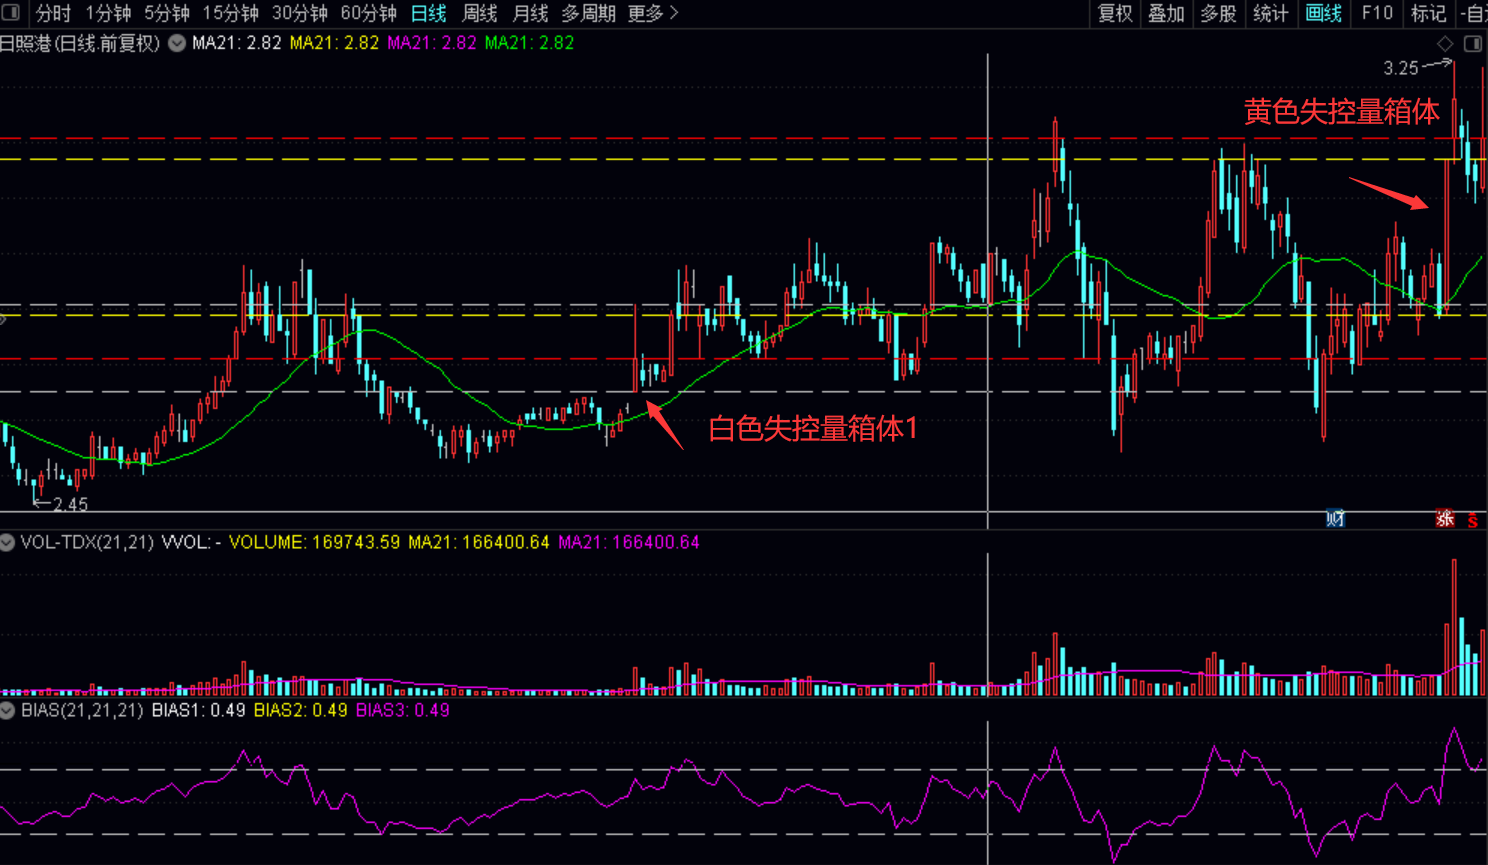 分时 1分钟 5分钟 15分钟 30分钟 60分钟 日线 周线 月线 多周期 更多 复权 叠加 多股 统计 画线 F10 标记 -自
日照港(日线.前复权) MA21: 2.82 MA21: 2.82 MA21: 2.82 MA21: 2.82
3.25
黄色失控量箱体
白色失控量箱体1
2.45
财 涨 S
VOL-TDX(21,21) VVOL: - VOLUME: 169743.59 MA21: 166400.64 MA21: 166400.64
BIAS(21,21,21) BIAS1: 0.49 BIAS2: 0.49 BIAS3: 0.49